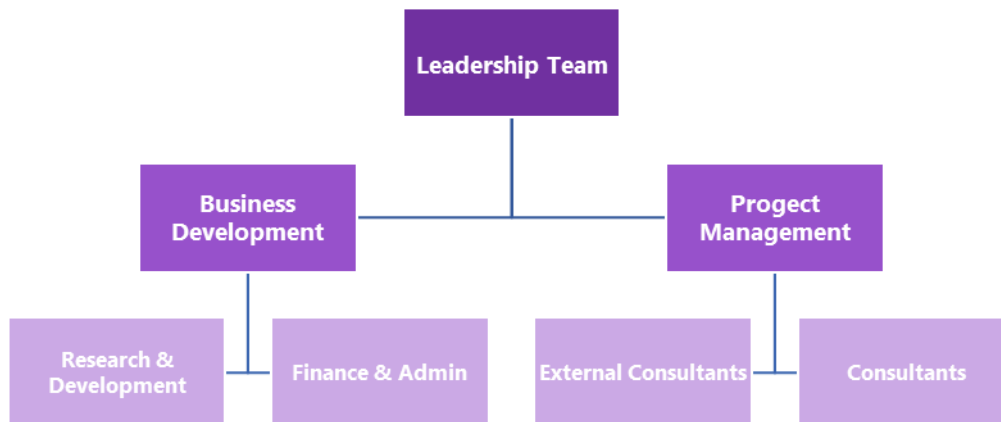 Leadership Team
Business
Development
Progect
Management
Research &
Development
Finance & Admin
External Consultants
Consultants